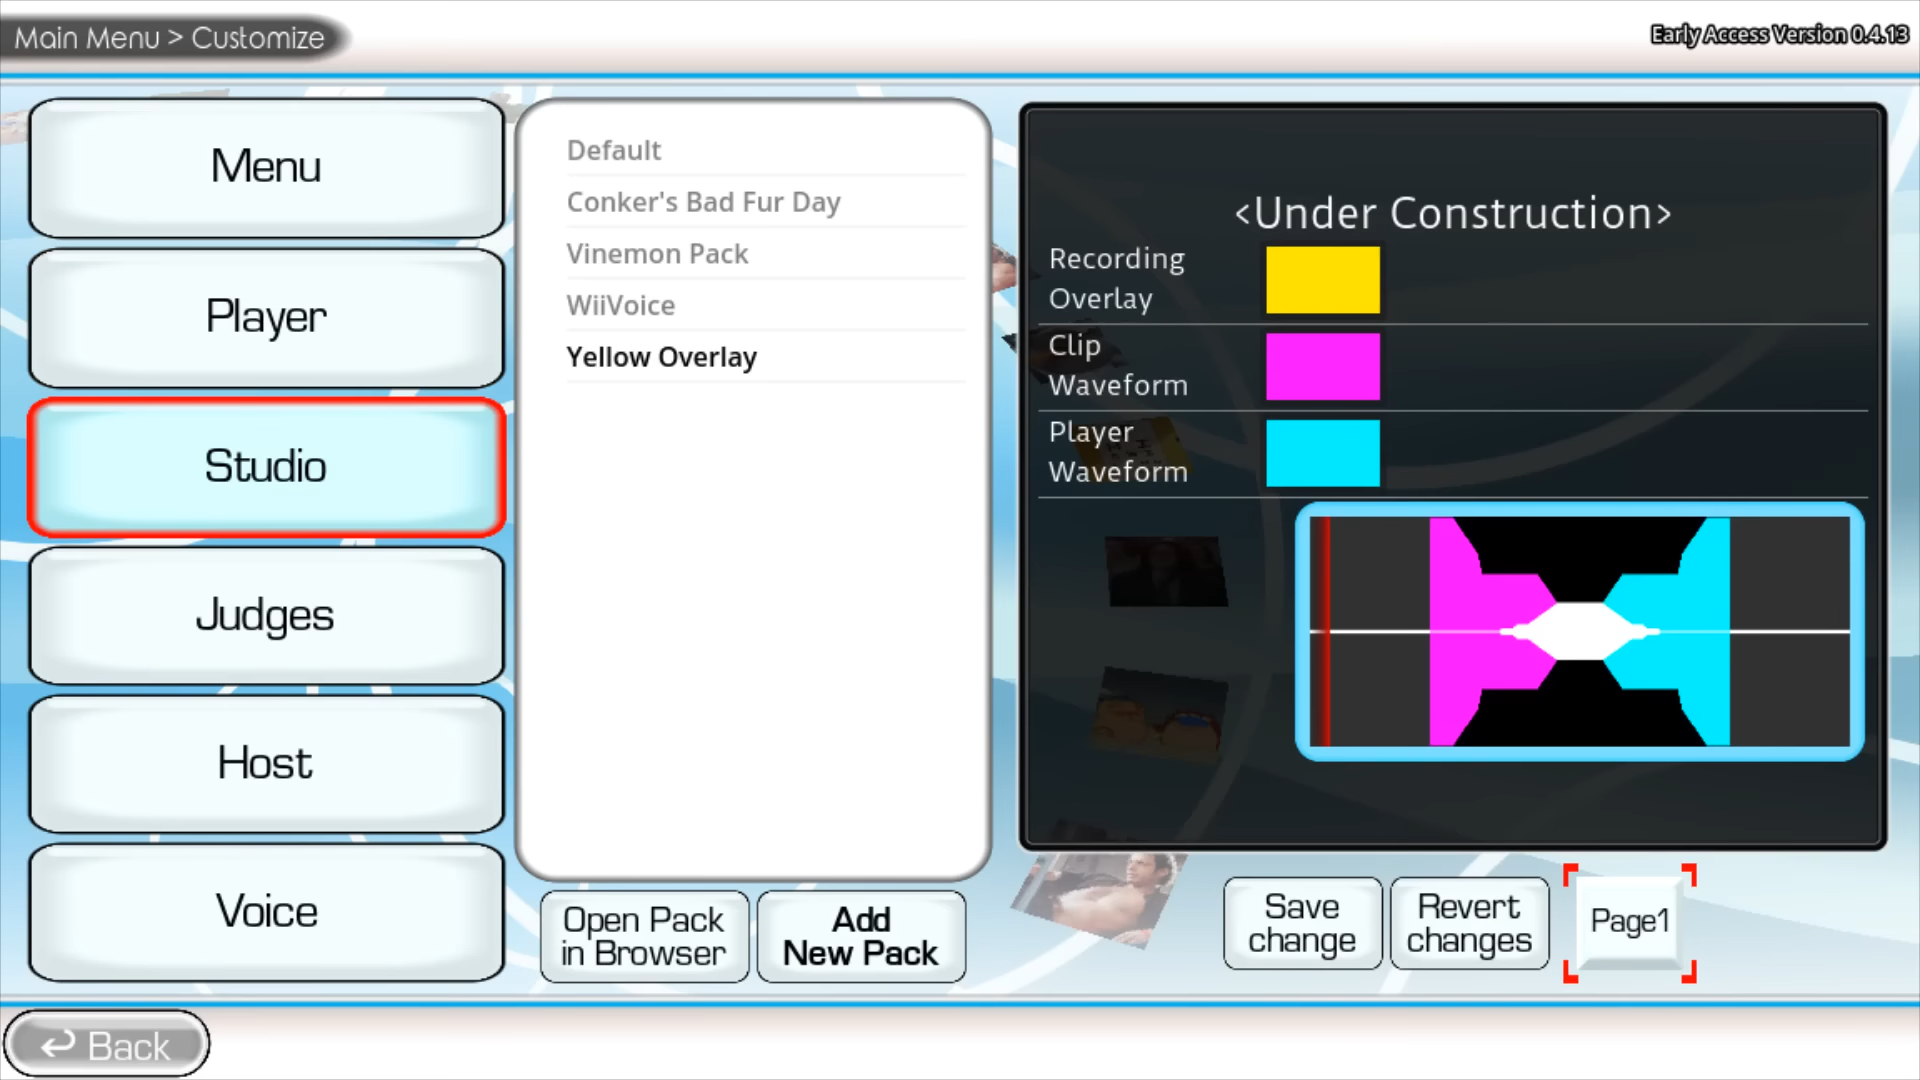 Main Menu > Customize
Early Access Version 0.4.13
Menu
Player
Studio
Judges
Host
Voice
Default
Conker's Bad Fur Day
Vinemon Pack
WiiVoice
Yellow Overlay
Open Pack
in Browser
Add
New Pack
<Under Construction>
Recording
Overlay
Clip
Waveform
Player
Waveform
Save
change
Revert
changes
Page1
Back